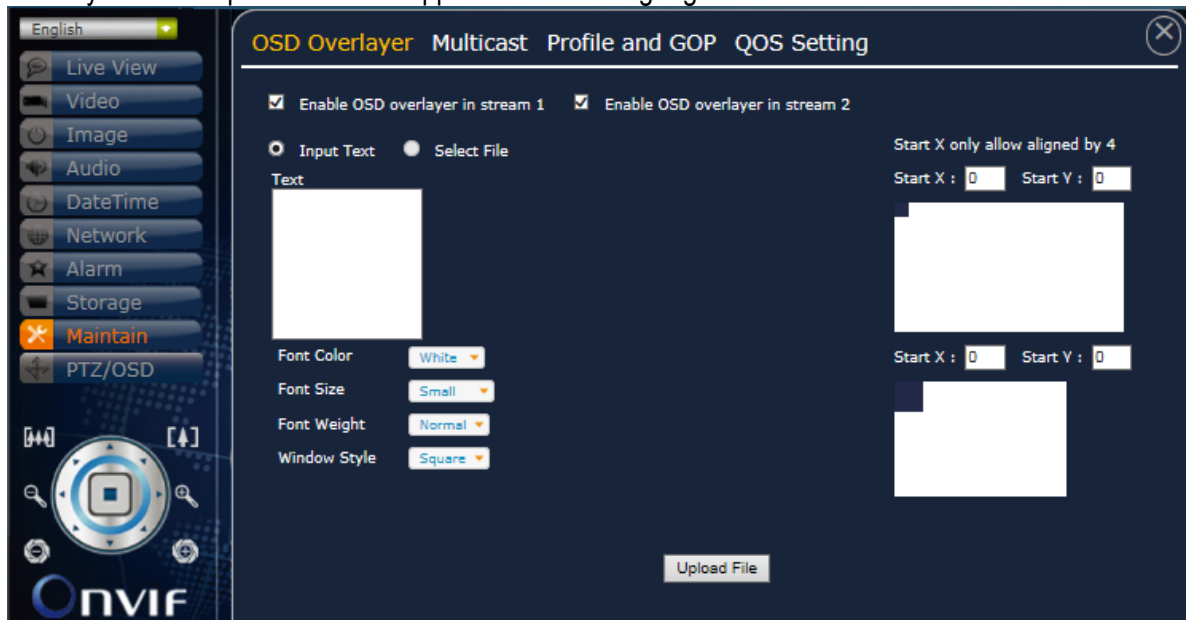 English
Live View
Video
Image
Audio
DateTime
Network
Alarm
Storage
Maintain
PTZ/OSD
Onvif
OSD Overlayer Multicast Profile and GOP QOS Setting
Enable OSD overlayer in stream 1 Enable OSD overlayer in stream 2
Input Text Select File
Text
Font Color White
Font Size Small
Font Weight Normal
Window Style Square
Start X only allow aligned by 4
Start X : 0 Start Y : 0
Start X : 0 Start Y : 0
Upload File